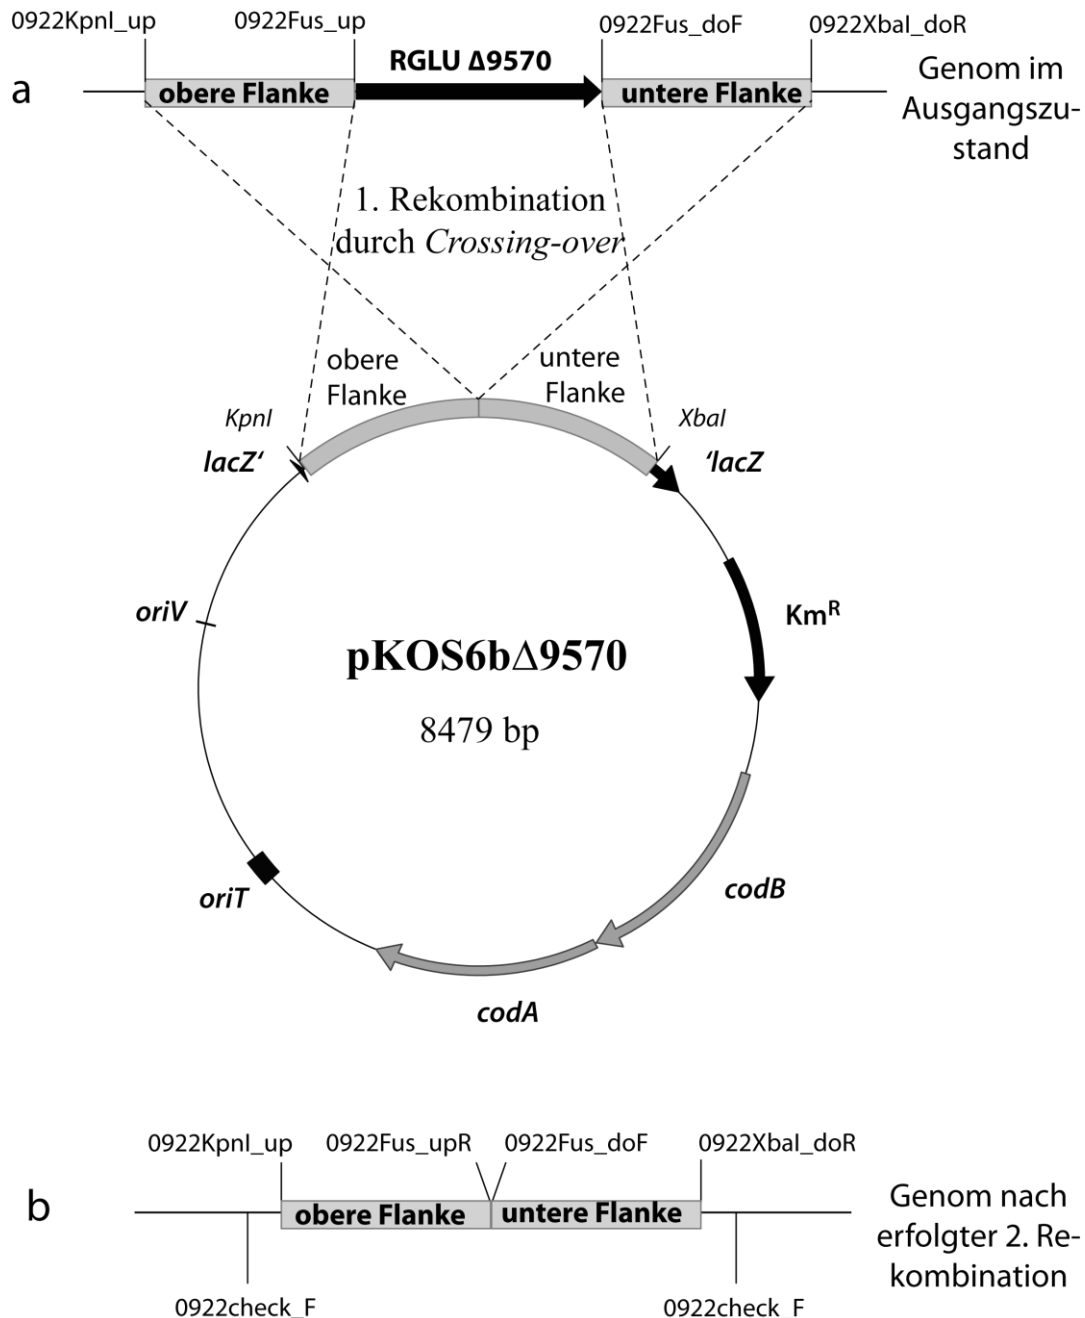 0922KpnI_up
0922Fus_up
0922Fus_doF
0922XbaI_doR
RGLU Δ9570
a
obere Flanke
untere Flanke
Genom im
Ausgangszu-
stand
1. Rekombination
durch Crossing-over
obere
Flanke
untere
Flanke
KpnI
XbaI
lacZ‘
‘lacZ
oriV
KmR
pKOS6bΔ9570
8479 bp
codB
oriT
codA
0922KpnI_up
0922Fus_upR
0922Fus_doF
0922XbaI_doR
b
obere Flanke
untere Flanke
Genom nach
erfolgter 2. Re-
kombination
0922check_F
0922check_F